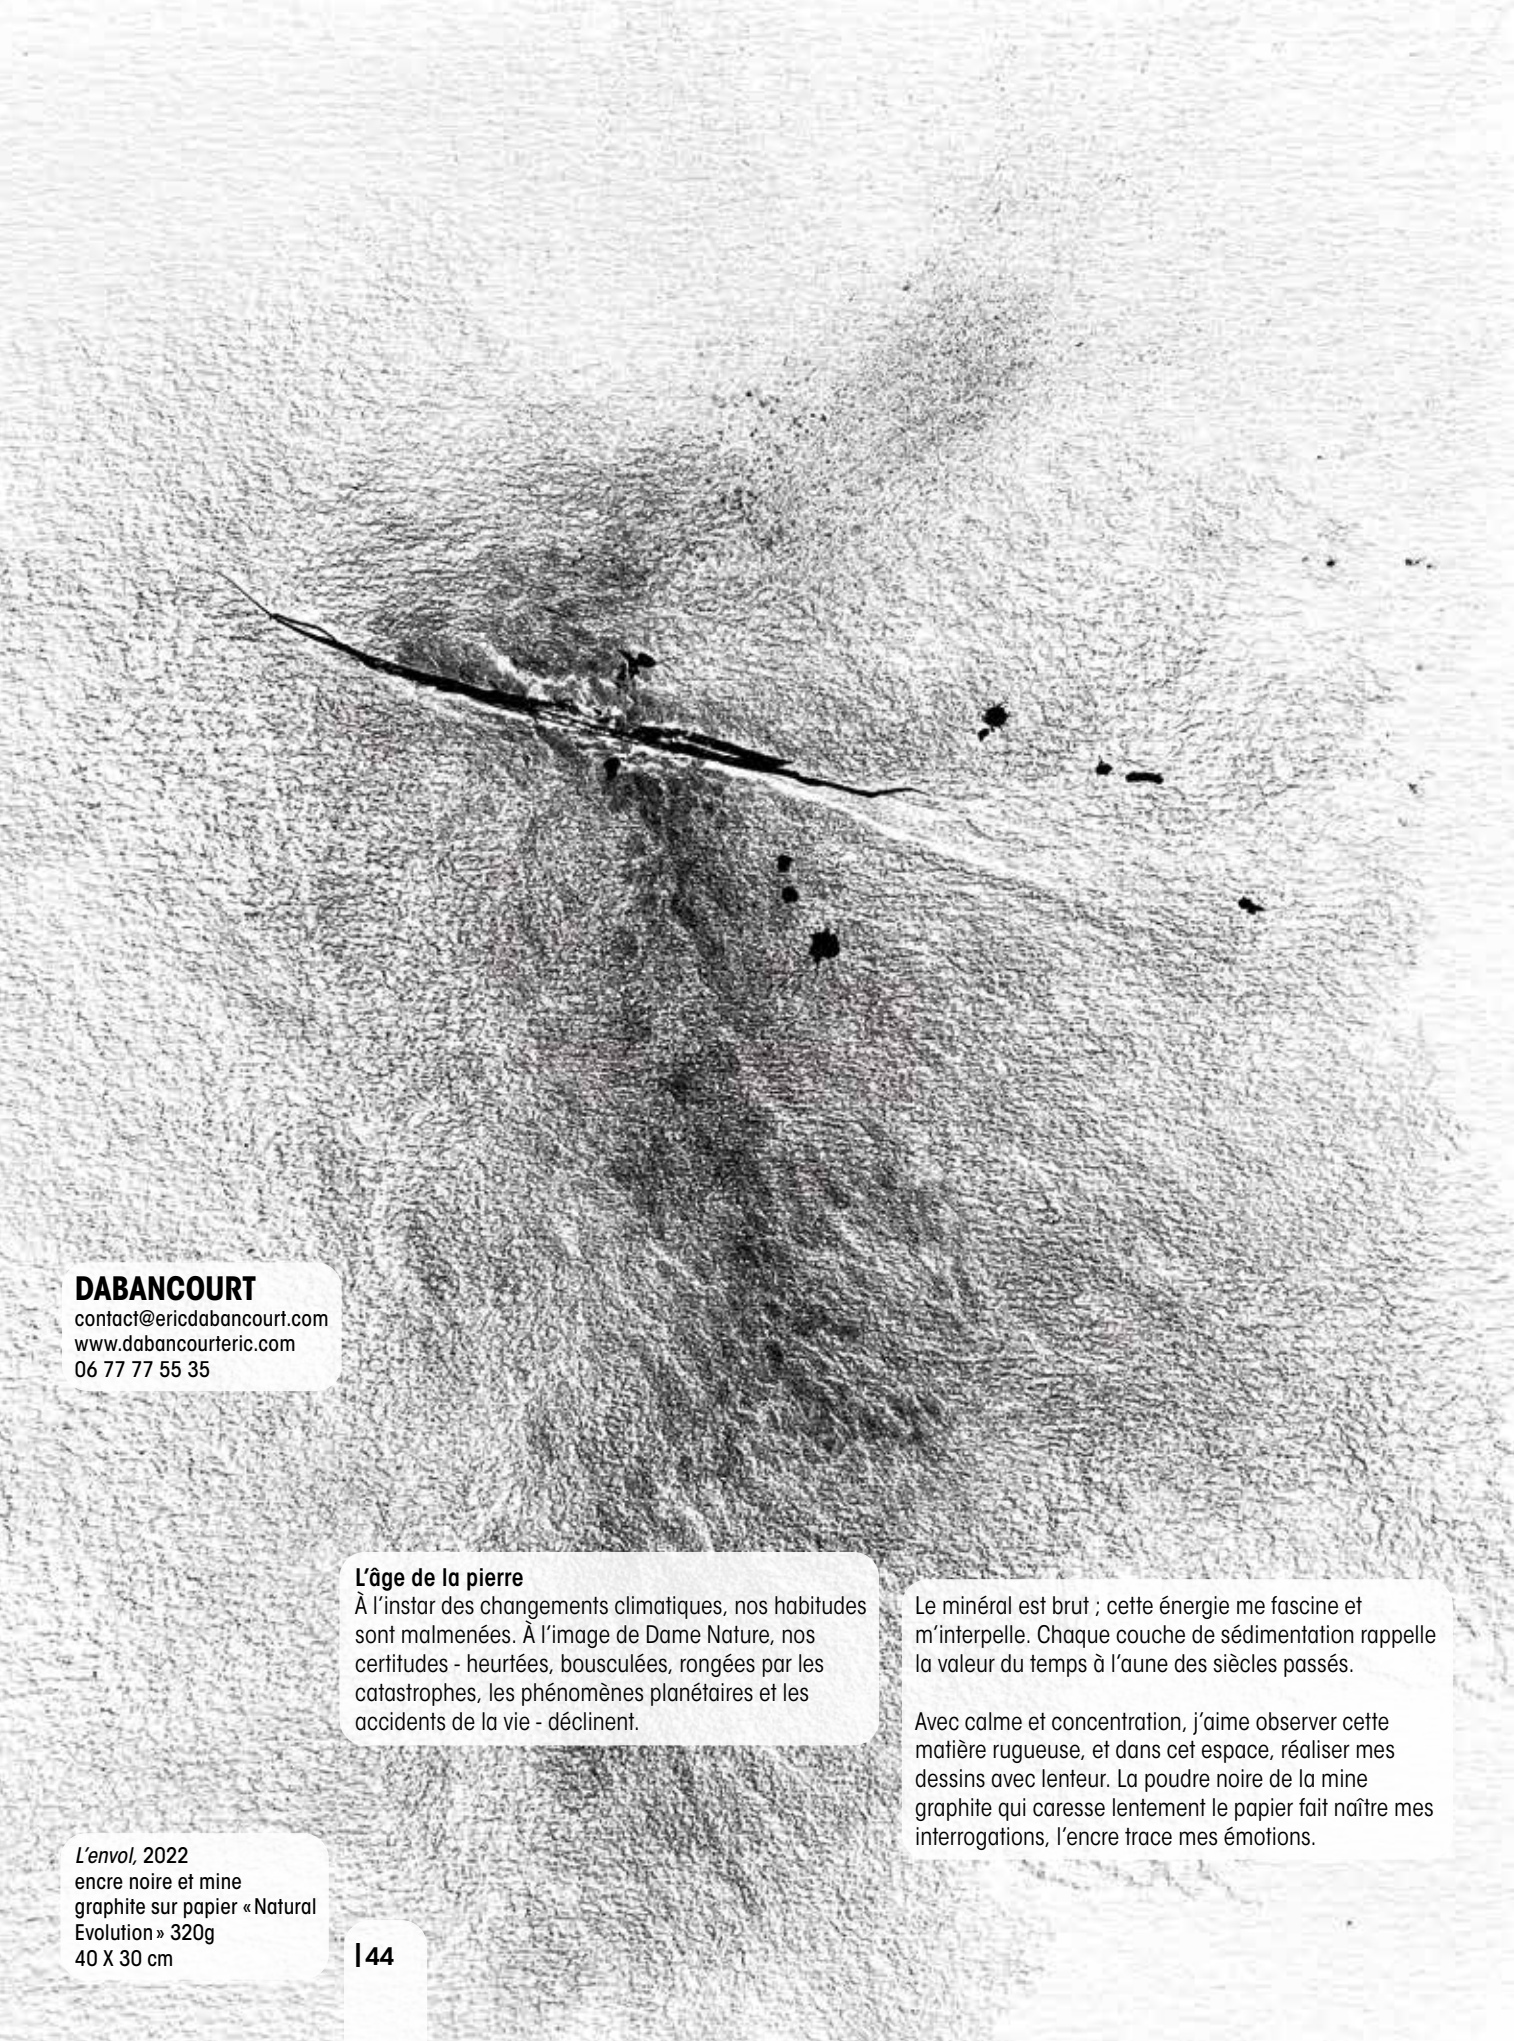 DABANCOURT
contact@ericdabancourt.com
www.dabancourteric.com
06 77 77 55 35
L’âge de la pierre
À l’instar des changements climatiques, nos habitudes
sont malmenées. À l’image de Dame Nature, nos
certitudes - heurtées, bousculées, rongées par les
catastrophes, les phénomènes planétaires et les
accidents de la vie - déclinent.
Le minéral est brut ; cette énergie me fascine et
m’interpelle. Chaque couche de sédimentation rappelle
la valeur du temps à l’aune des siècles passés.
Avec calme et concentration, j’aime observer cette
matière rugueuse, et dans cet espace, réaliser mes
dessins avec lenteur. La poudre noire de la mine
graphite qui caresse lentement le papier fait naître mes
interrogations, l’encre trace mes émotions.
L’envol, 2022
encre noire et mine
graphite sur papier « Natural
Evolution » 320g
40 X 30 cm
|44